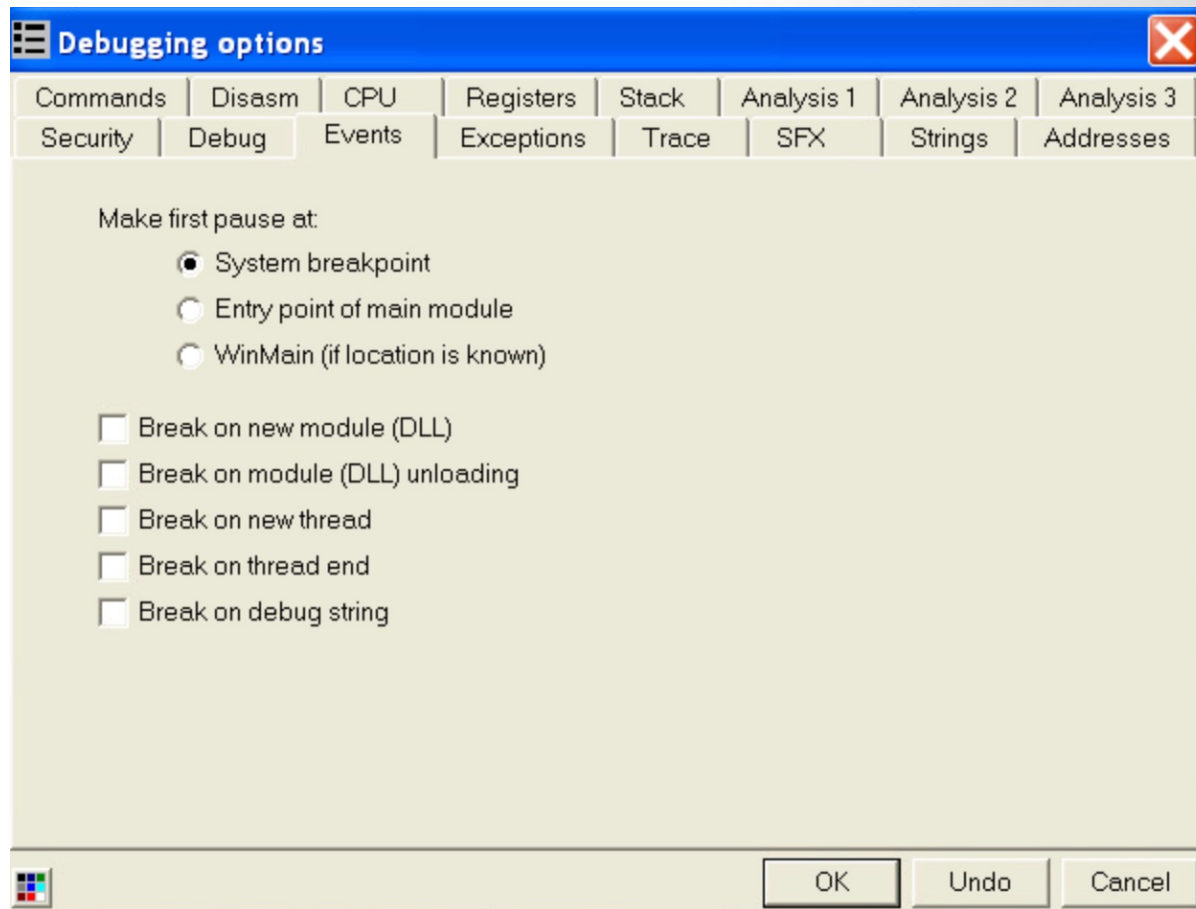 Debugging options
Commands Disasm CPU Registers Stack Analysis 1 Analysis 2 Analysis 3
Security Debug Events Exceptions Trace SFX Strings Addresses
Make first pause at:
System breakpoint
Entry point of main module
WinMain (if location is known)
Break on new module (DLL)
Break on module (DLL) unloading
Break on new thread
Break on thread end
Break on debug string
OK Undo Cancel